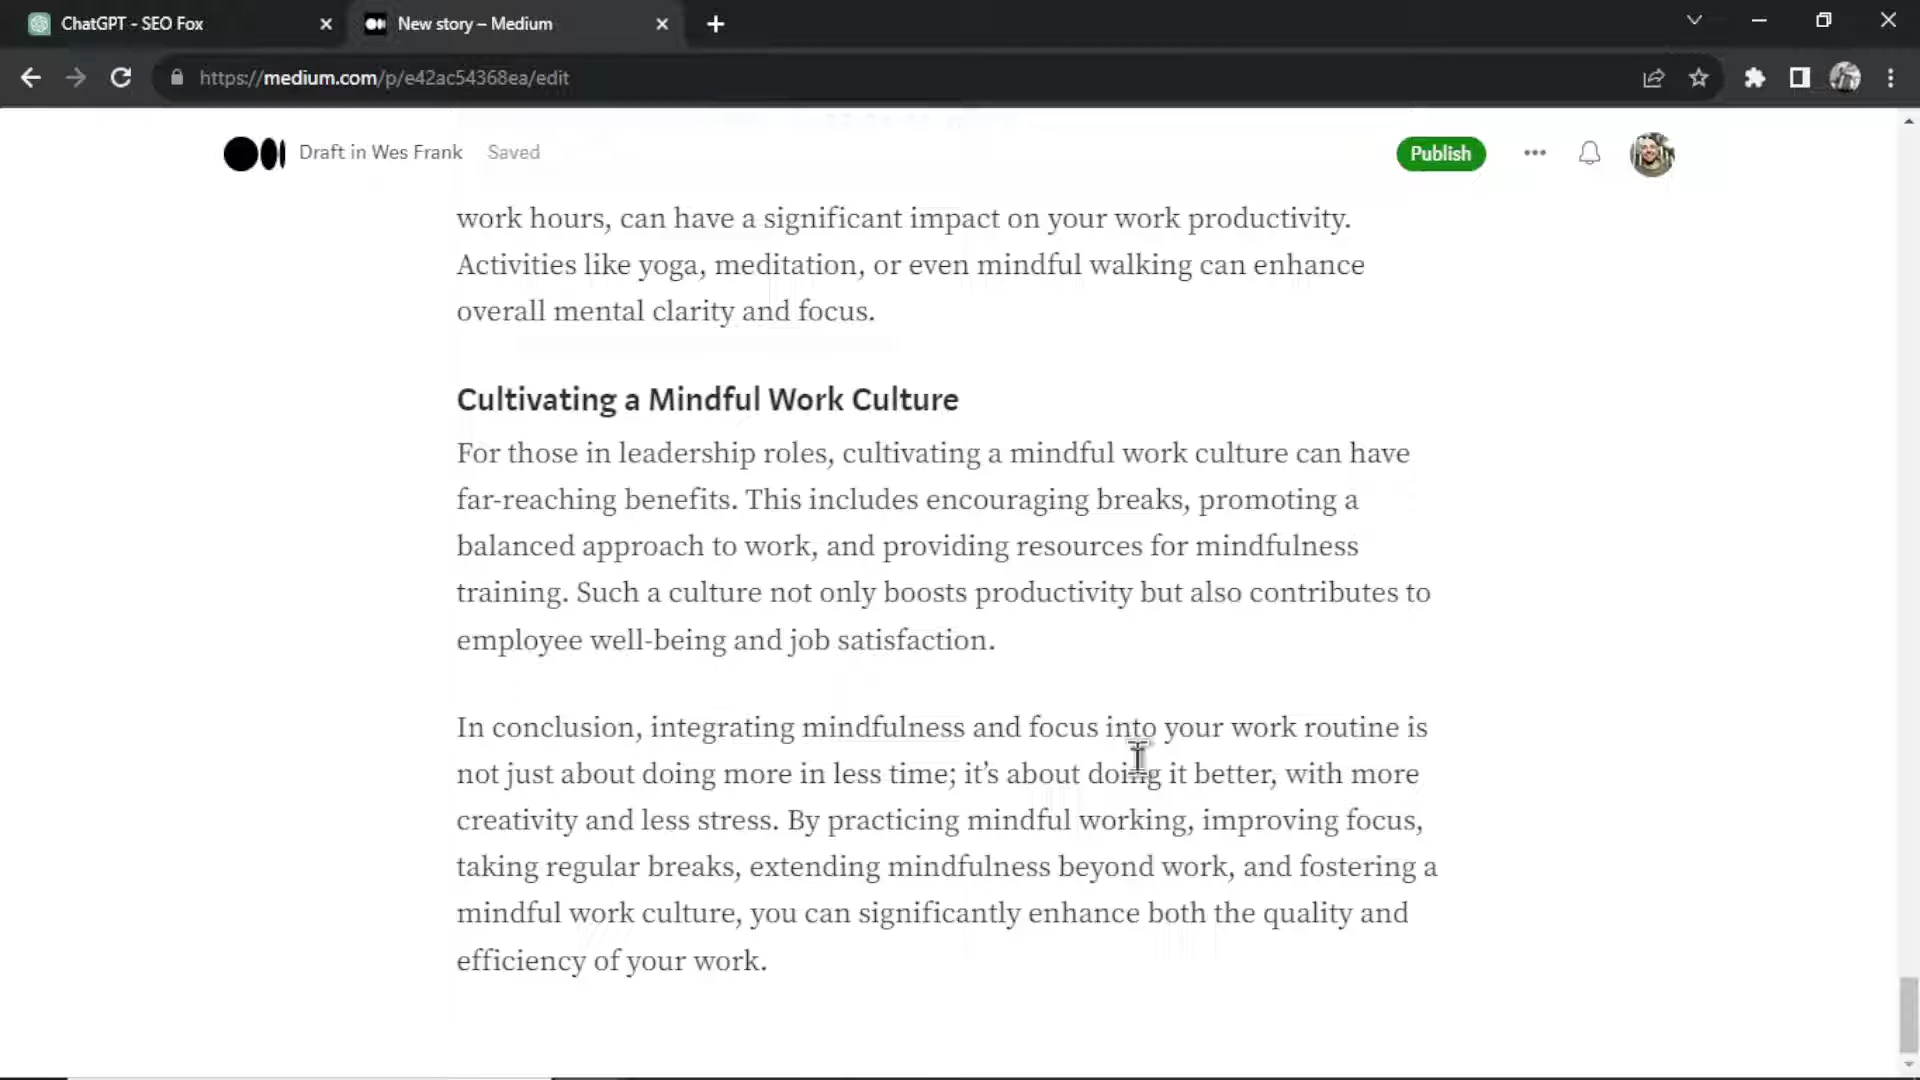 ChatGPT - SEO Fox
New story – Medium
https://medium.com/p/e42ac54368ea/edit
Draft in Wes Frank
Saved
Publish
work hours, can have a significant impact on your work productivity.
Activities like yoga, meditation, or even mindful walking can enhance
overall mental clarity and focus.
Cultivating a Mindful Work Culture
For those in leadership roles, cultivating a mindful work culture can have
far-reaching benefits. This includes encouraging breaks, promoting a
balanced approach to work, and providing resources for mindfulness
training. Such a culture not only boosts productivity but also contributes to
employee well-being and job satisfaction.
In conclusion, integrating mindfulness and focus into your work routine is
not just about doing more in less time; it’s about doing it better, with more
creativity and less stress. By practicing mindful working, improving focus,
taking regular breaks, extending mindfulness beyond work, and fostering a
mindful work culture, you can significantly enhance both the quality and
efficiency of your work.